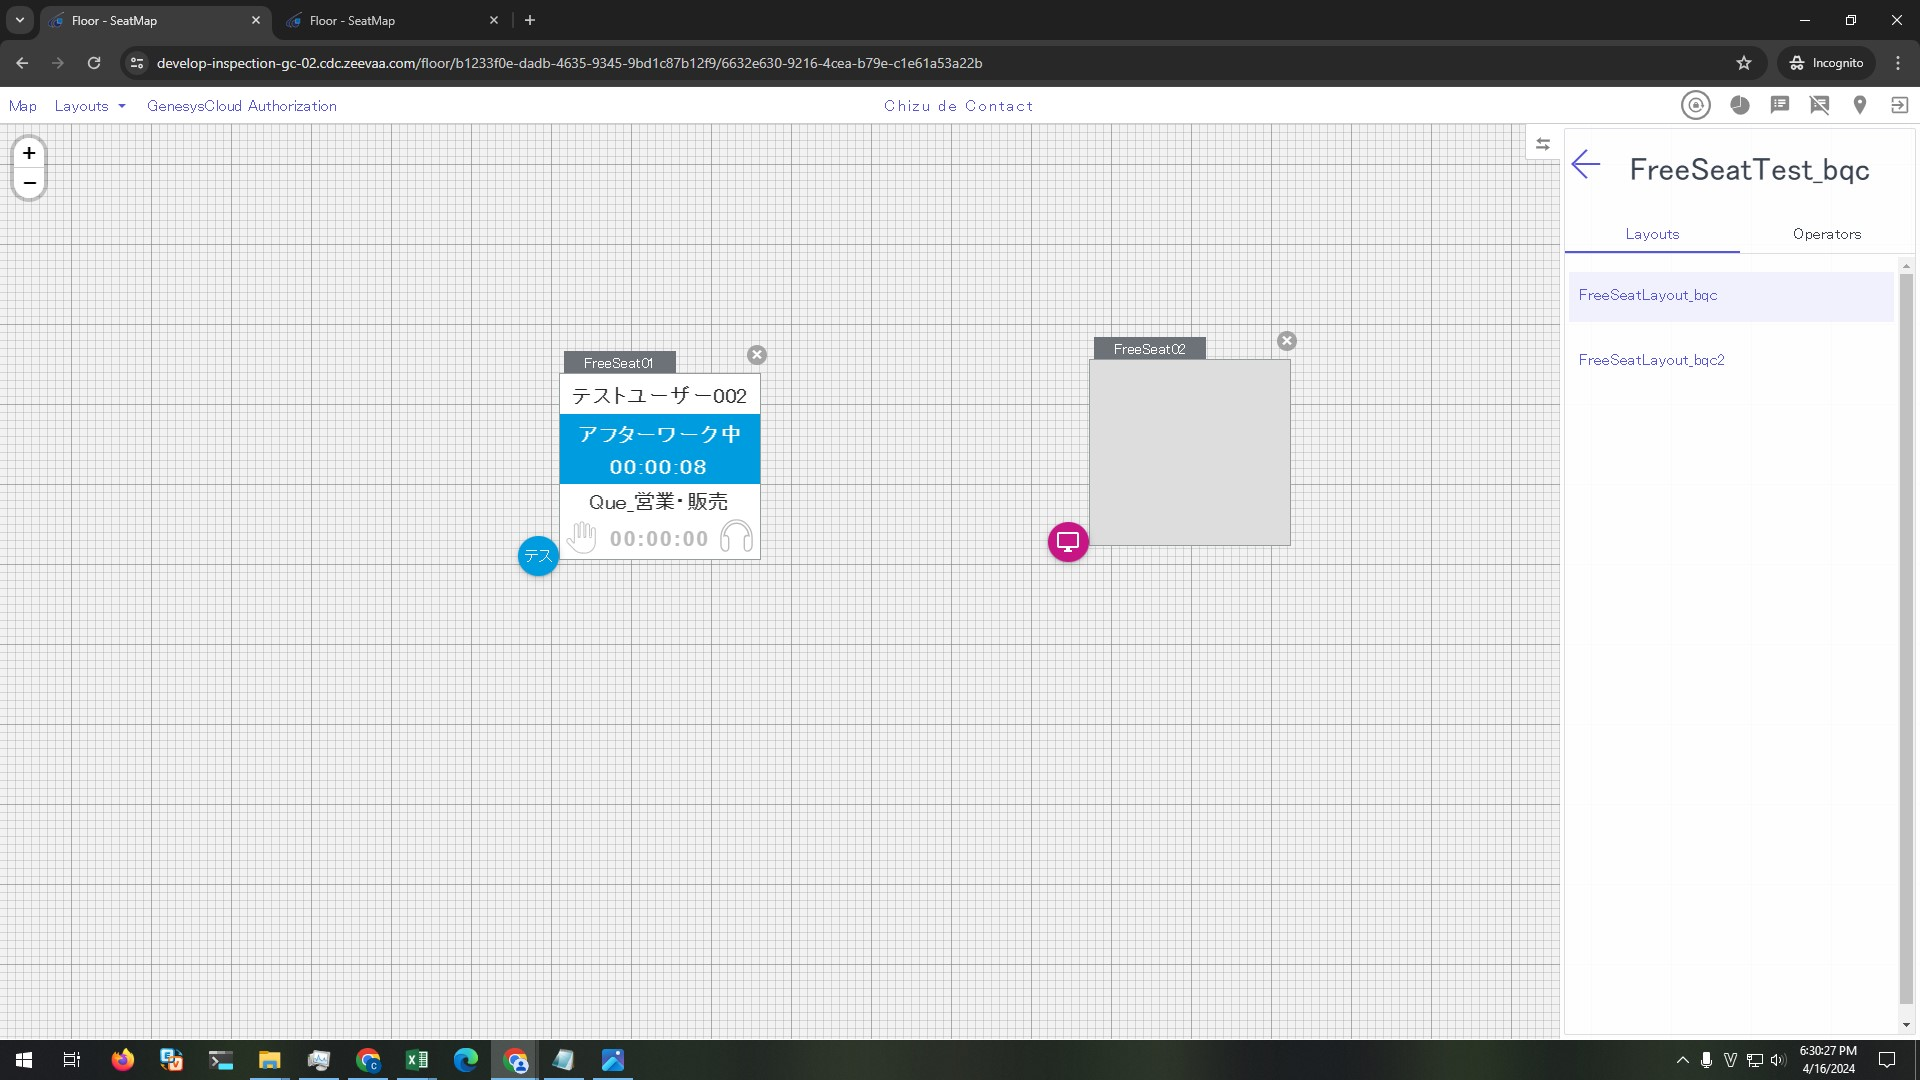 Floor - SeatMap
Floor - SeatMap
develop-inspection-gc-02.cdc.zeevaa.com/floor/b1233f0e-dadb-4635-9345-9bd1c87b12f9/6632e630-9216-4cea-b79e-c1e61a53a22b
Incognito
Map
Layouts
GenesysCloud Authorization
Chizu de Contact
+
−
FreeSeat01
テストユーザー002
アフターワーク中
00:00:08
Que_営業・販売
00:00:00
テス
FreeSeat02
FreeSeatTest_bqc
Layouts
Operators
FreeSeatLayout_bqc
FreeSeatLayout_bqc2
6:30:27 PM
4/16/2024